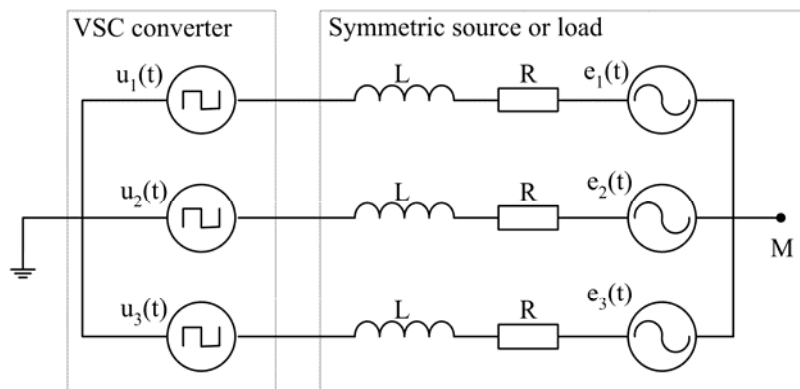 VSC converter
Symmetric source or load
u1(t)
L
R
e1(t)
u2(t)
L
R
e2(t)
M
u3(t)
L
R
e3(t)